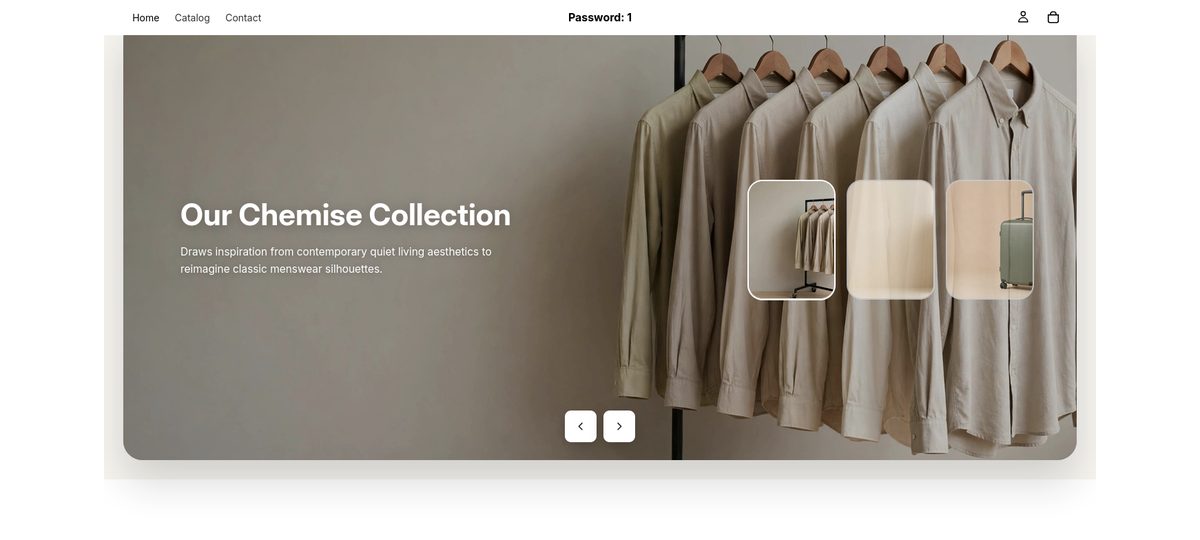 Home Catalog Contact Password: 1
Our Chemise Collection
Draws inspiration from contemporary quiet living aesthetics to
reimagine classic menswear silhouettes.